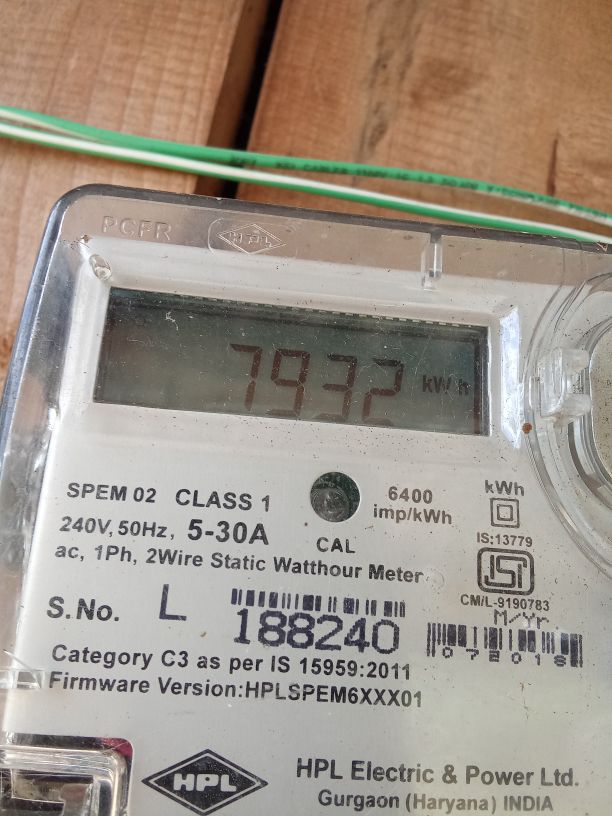 PCFR HPL
7932 kWh
SPEM 02 CLASS 1
6400
imp/kWh
kWh
240V, 50Hz, 5-30A
CAL
IS:13779
ac, 1Ph, 2Wire Static Watthour Meter
ISI
CM/L-9190783
M/Yr
S.No. L 188240
072018
Category C3 as per IS 15959:2011
Firmware Version:HPLSPEM6XXX01
HPL
HPL Electric & Power Ltd.
Gurgaon (Haryana) INDIA